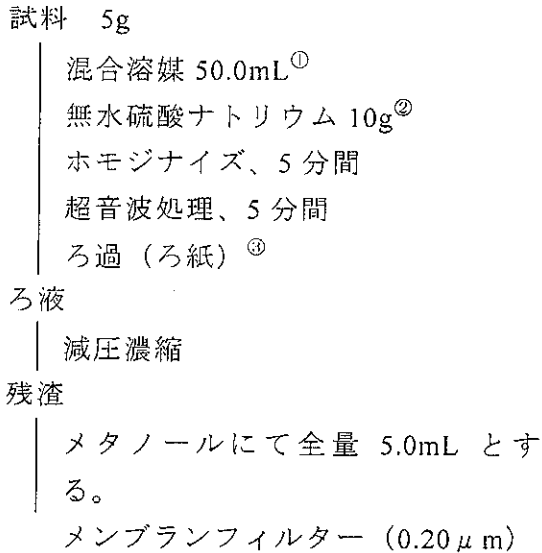 試料 5g
混合溶媒 50.0mL①
無水硫酸ナトリウム 10g②
ホモジナイズ、5 分間
超音波処理、5 分間
ろ過（ろ紙）③
ろ液
減圧濃縮
残渣
メタノールにて全量 5.0mL とす
る。
メンブランフィルター（0.20μm）